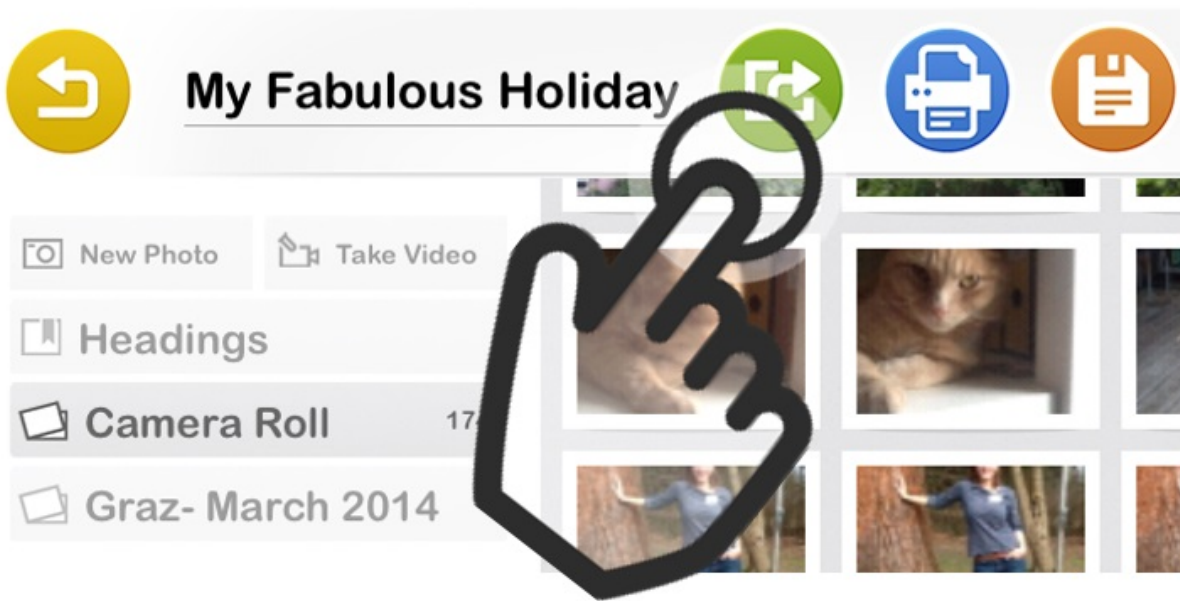 My Fabulous Holiday
New Photo
Take Video
Headings
Camera Roll
Graz- March 2014